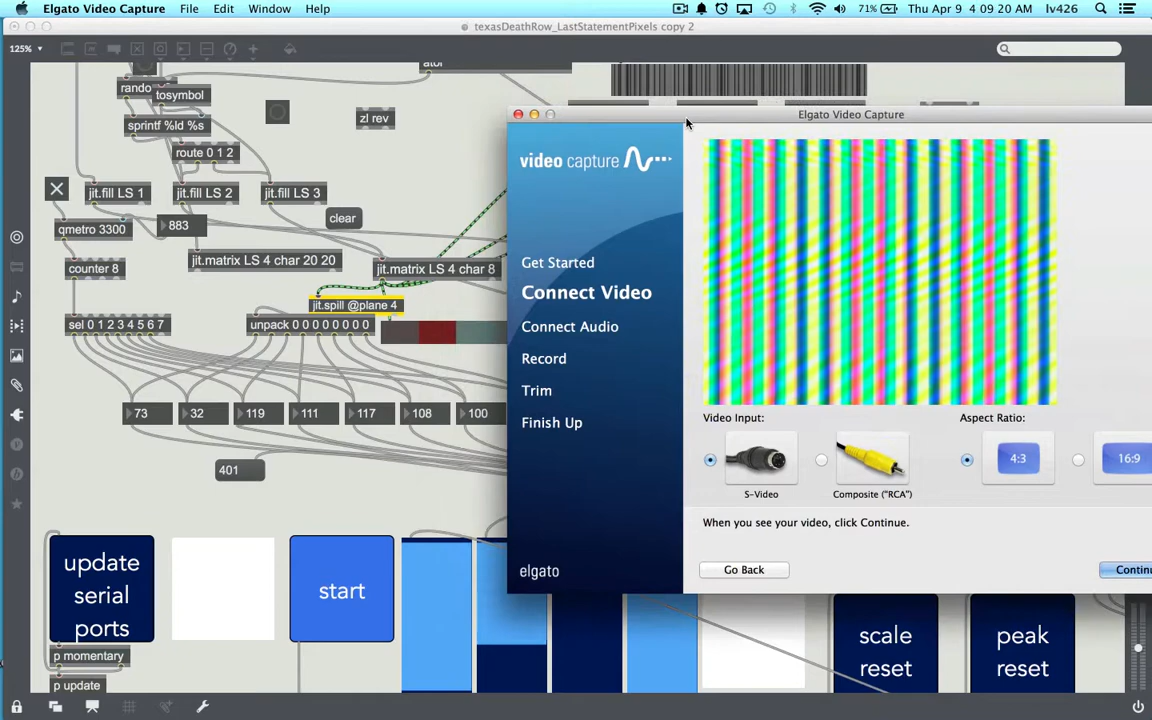 Elgato Video Capture File Edit Window Help 71% Thu Apr 9 4:09:20 AM lv426
texasDeathRow_LastStatementPixels copy 2
125%
rando
tosymbol
sprintf %ld %s
zl rev
route 0 1 2
jit.fill LS 1
jit.fill LS 2
jit.fill LS 3
clear
883
qmetro 3300
jit.matrix LS 4 char 20 20
jit.matrix LS 4 char 8
counter 8
jit.spill @plane 4
sel 0 1 2 3 4 5 6 7
unpack 0 0 0 0 0 0 0 0
73 32 119 111 117 108 100
401
update
serial
ports
start
p momentary
p update
scale
reset
peak
reset
Elgato Video Capture
video capture
Get Started
Connect Video
Connect Audio
Record
Trim
Finish Up
elgato
Video Input:
Aspect Ratio:
4:3
16:9
S-Video
Composite ("RCA")
When you see your video, click Continue.
Go Back
Continu